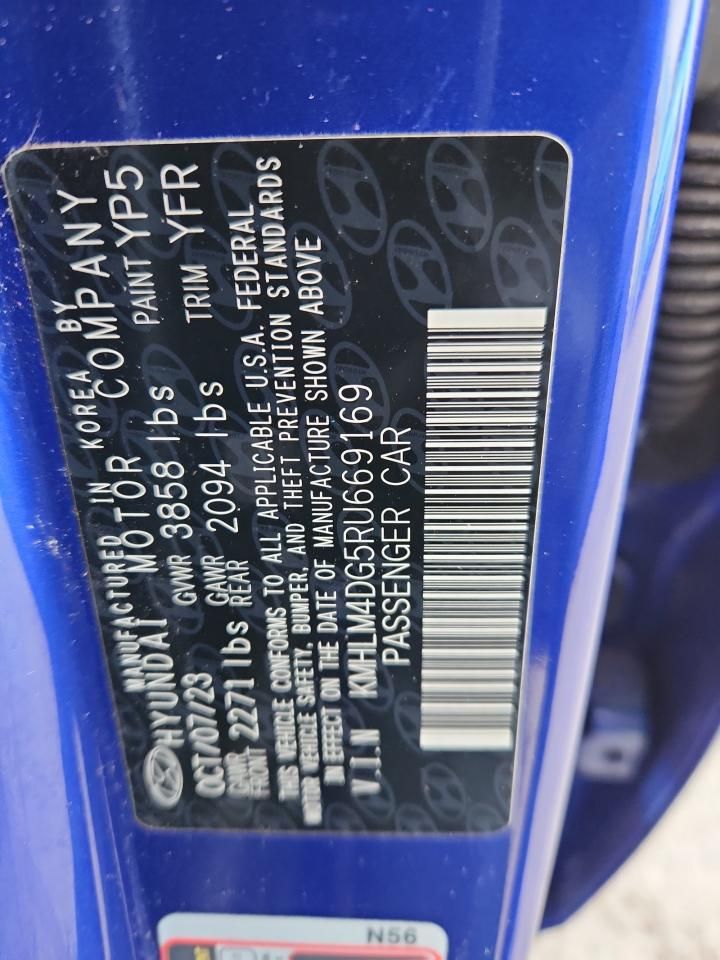 MANUFACTURED IN KOREA BY
HYUNDAI MOTOR COMPANY
OCT/07/23 GVWR 3858 lbs PAINT YP5
GAWR FRONT 2271 lbs GAWR REAR 2094 lbs TRIM YFR
THIS VEHICLE CONFORMS TO ALL APPLICABLE U.S.A. FEDERAL
MOTOR VEHICLE SAFETY, BUMPER, AND THEFT PREVENTION STANDARDS
IN EFFECT ON THE DATE OF MANUFACTURE SHOWN ABOVE
V.I.N KMHLM4DG5RU669169
PASSENGER CAR
N56